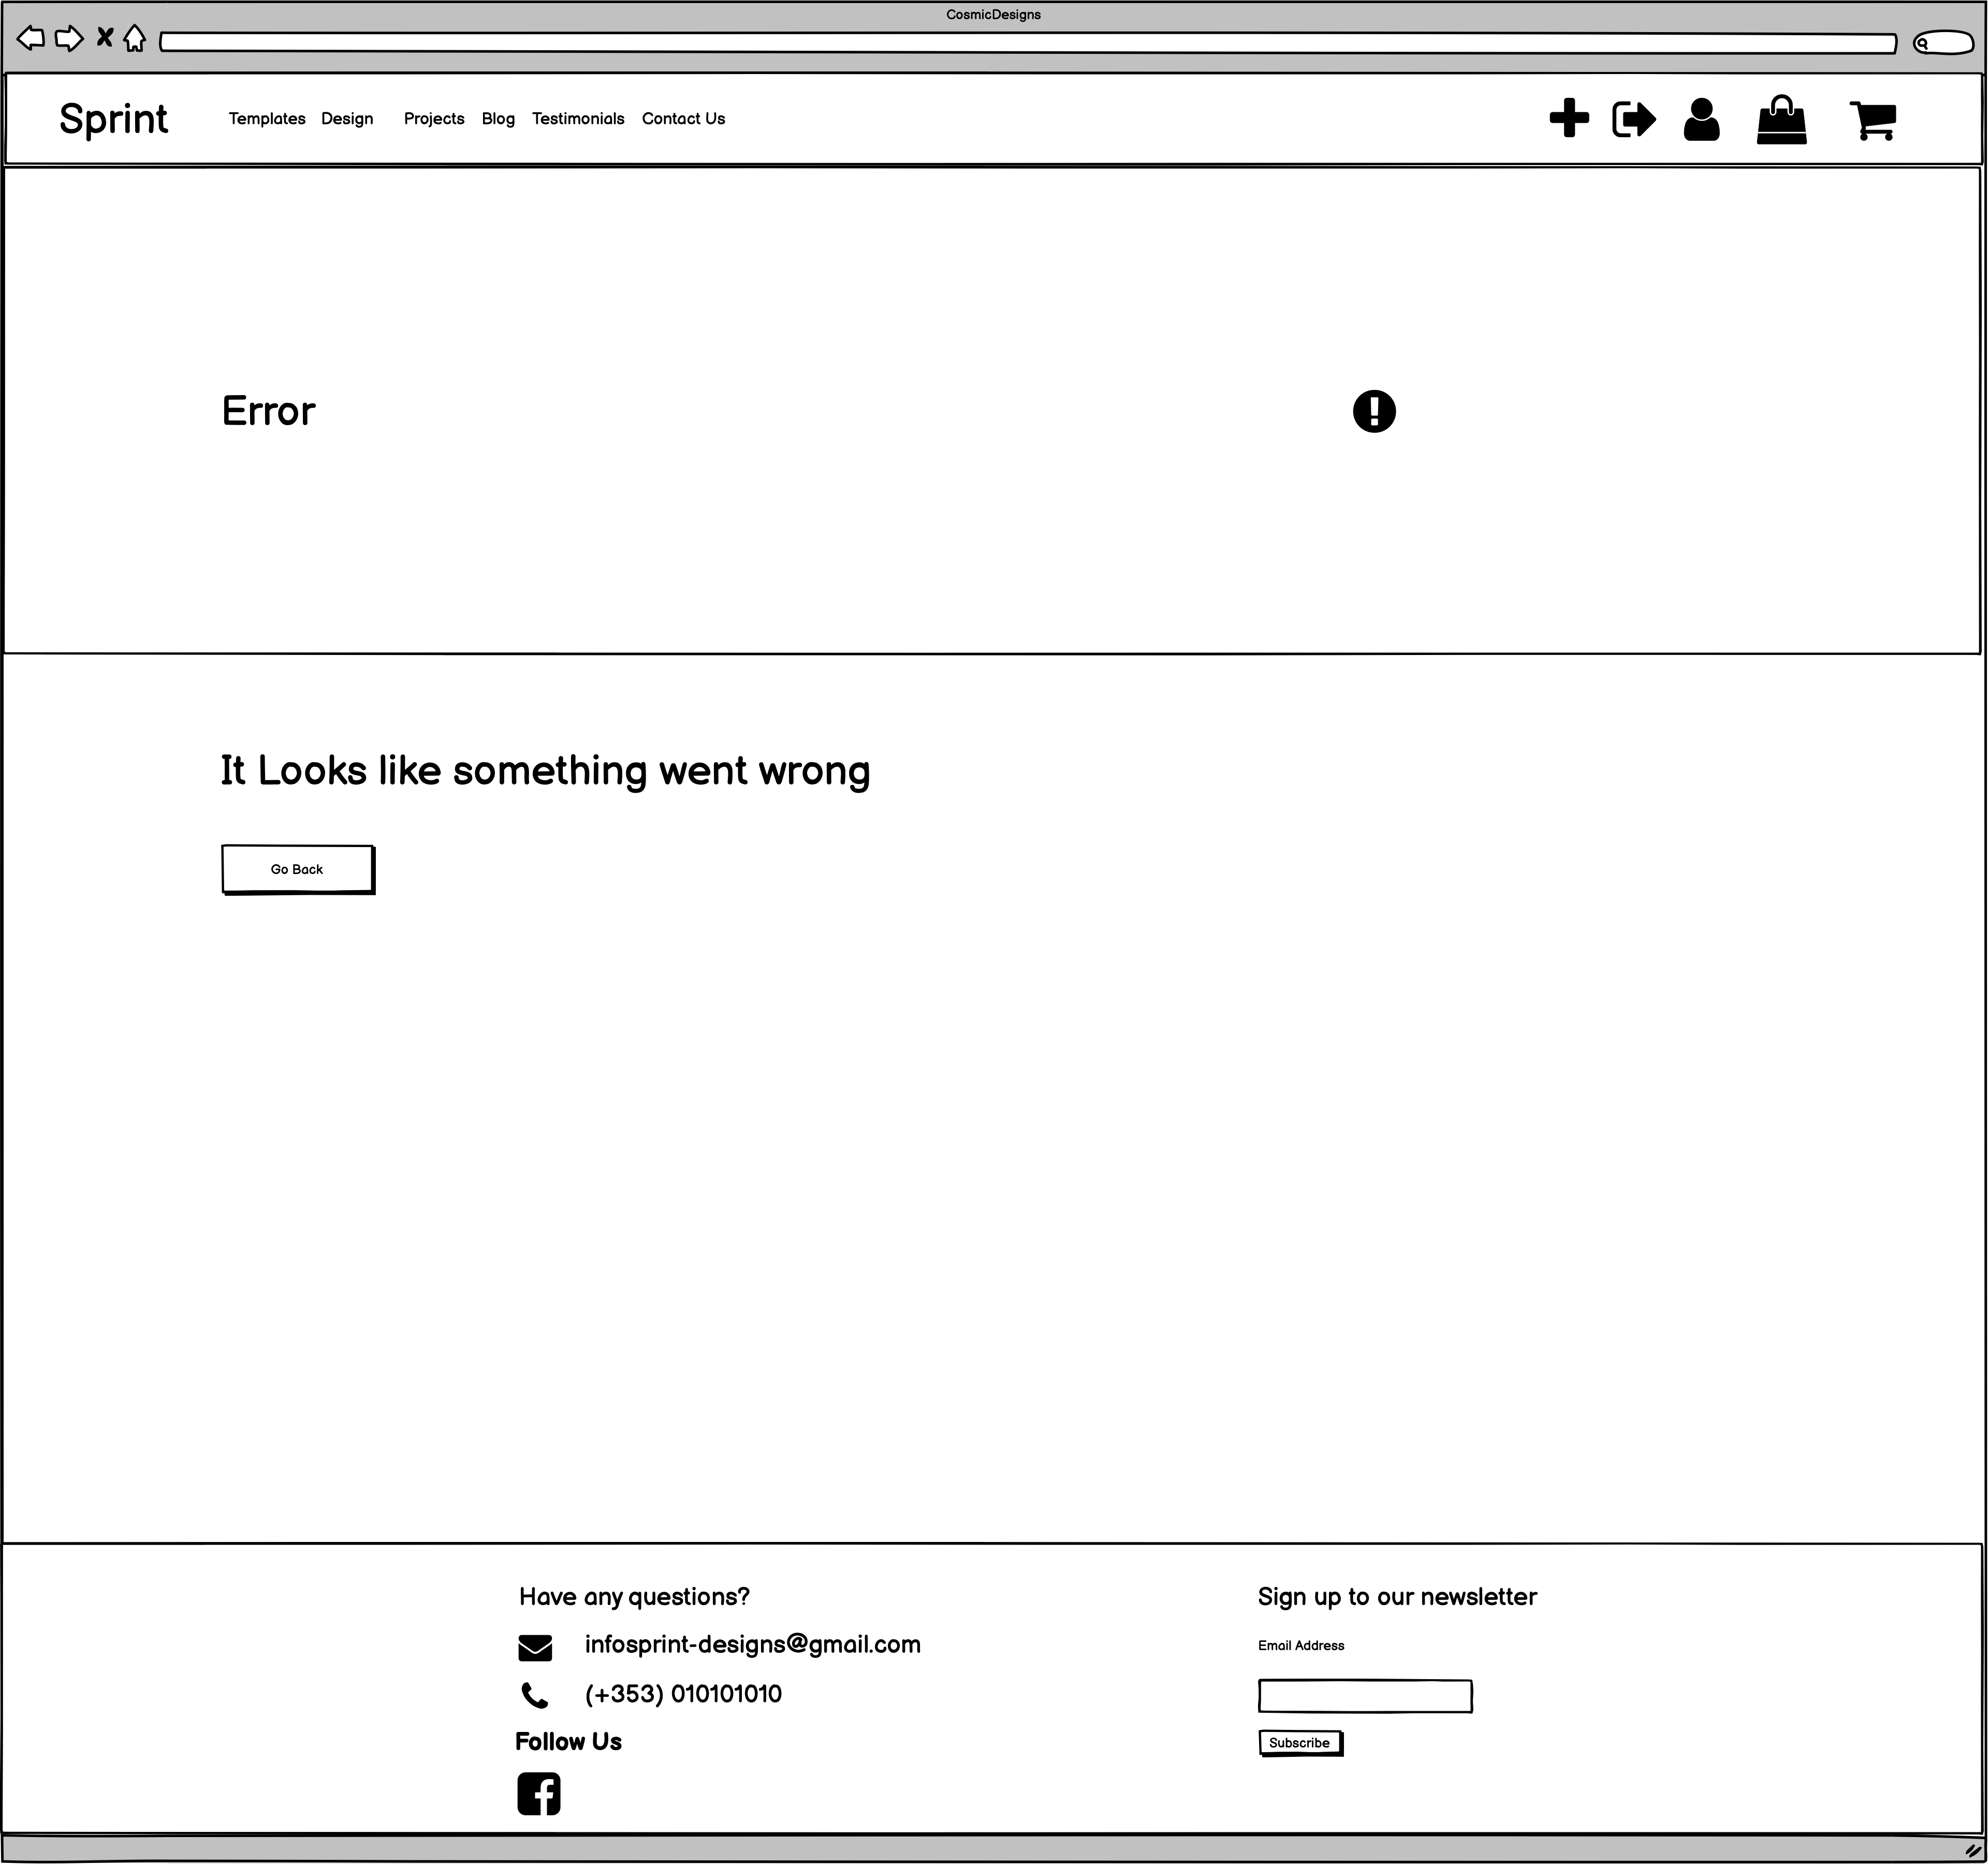 CosmicDesigns
Sprint
Templates Design Projects Blog Testimonials Contact Us
Error
It Looks like something went wrong
Go Back
Have any questions?
infosprint-designs@gmail.com
(+353) 010101010
Follow Us
Sign up to our newsletter
Email Address
Subscribe